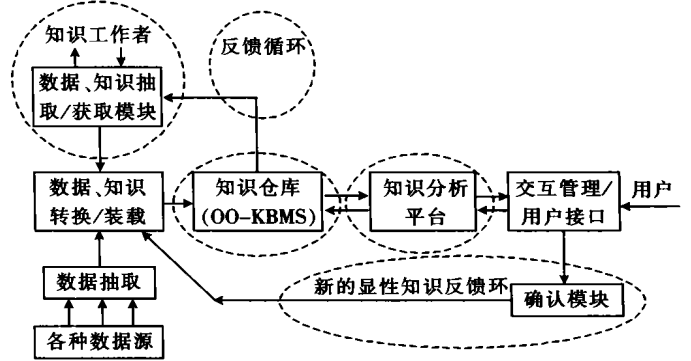 知识工作者
反馈循环
数据、知识抽
取/获取模块
数据、知识
转换/装载
知识仓库
(OO-KBMS)
知识分析
平台
交互管理/
用户接口
用户
数据抽取
新的显性知识反馈环
确认模块
各种数据源